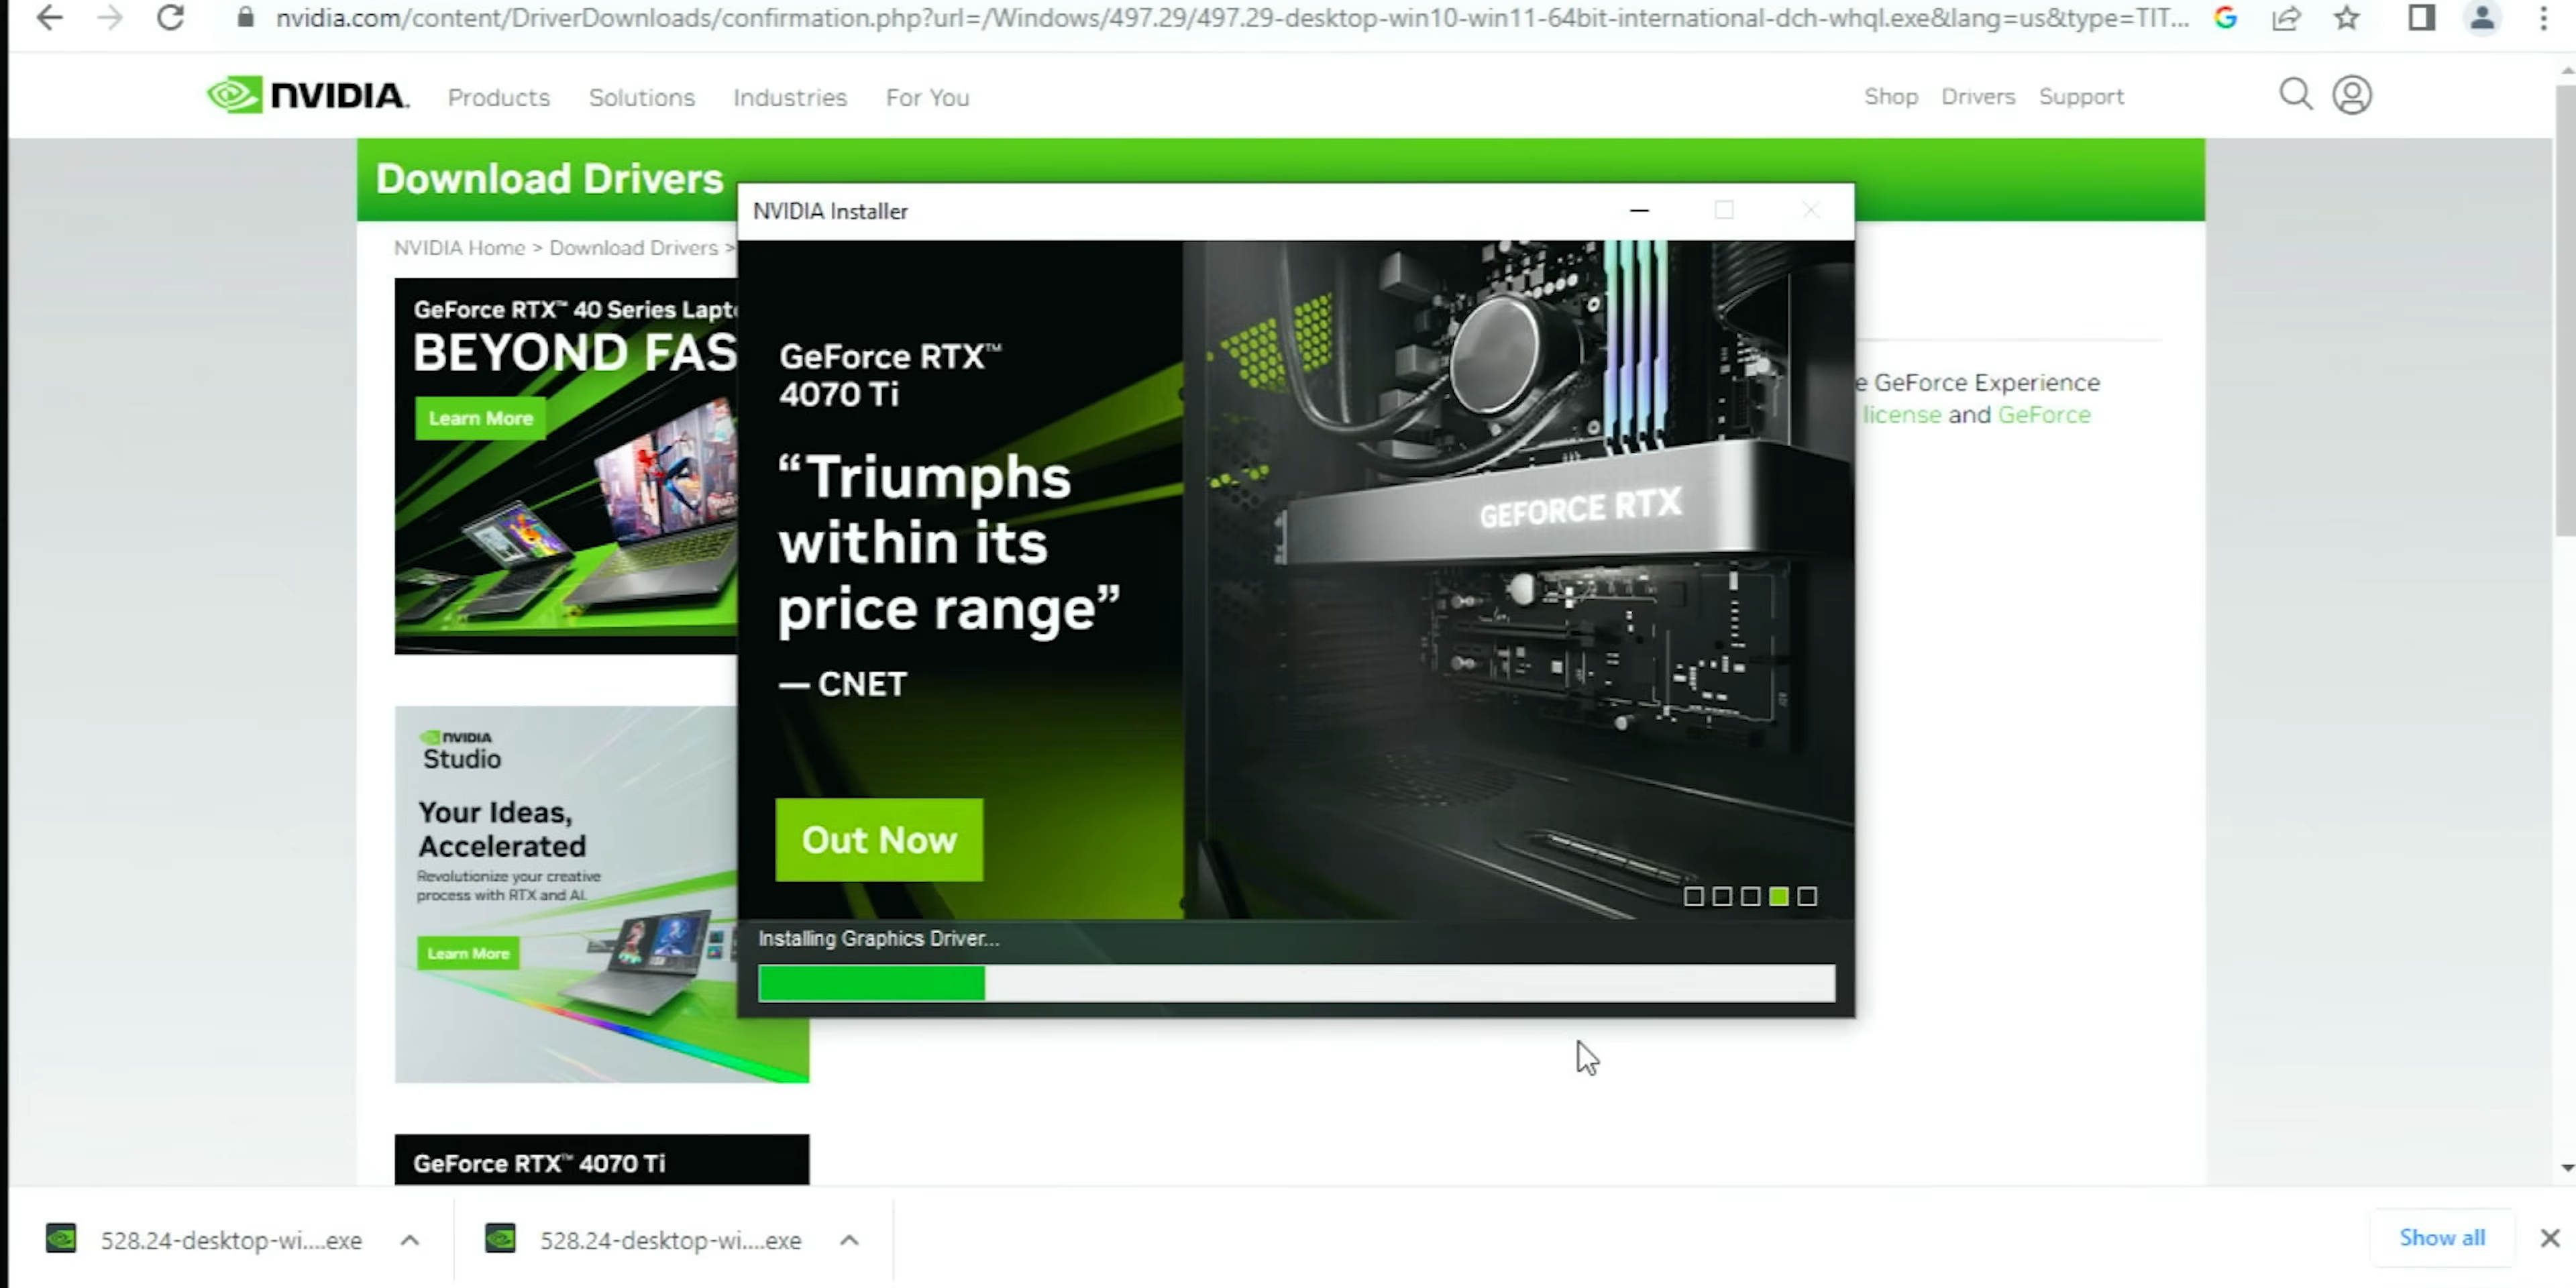 nvidia.com/content/DriverDownloads/confirmation.php?url=/Windows/497.29/497.29-desktop-win10-win11-64bit-international-dch-whql.exe&lang=us&type=TIT...
NVIDIA.
Products Solutions Industries For You
Shop Drivers Support
Download Drivers
NVIDIA Home > Download Drivers >
GeForce RTX™ 40 Series Lapt
BEYOND FAS
Learn More
NVIDIA
Studio
Your Ideas,
Accelerated
Revolutionize your creative
process with RTX and AI.
Learn More
GeForce RTX™ 4070 Ti
NVIDIA Installer
GeForce RTX™
4070 Ti
“Triumphs
within its
price range”
— CNET
Out Now
GEFORCE RTX
Installing Graphics Driver...
e GeForce Experience
license and GeForce
528.24-desktop-wi....exe
528.24-desktop-wi....exe
Show all